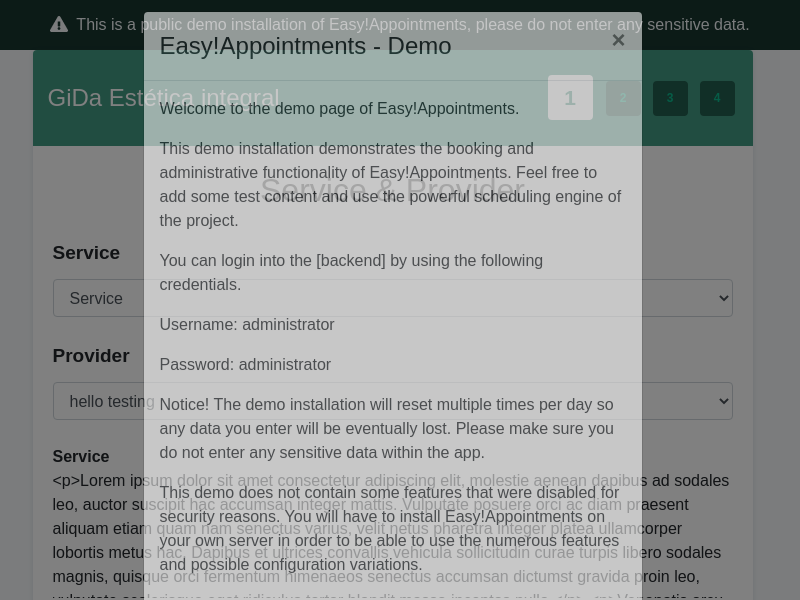 This is a public demo installation of Easy!Appointments, please do not enter any sensitive data.
Easy!Appointments - Demo
×
GiDa Estética integral
1
2
3
4
Welcome to the demo page of Easy!Appointments.
This demo installation demonstrates the booking and
administrative functionality of Easy!Appointments. Feel free to
add some test content and use the powerful scheduling engine of
the project.
Service & Provider
You can login into the [backend] by using the following
credentials.
Username: administrator
Password: administrator
Notice! The demo installation will reset multiple times per day so
any data you enter will be eventually lost. Please make sure you
do not enter any sensitive data within the app.
This demo does not contain some features that were disabled for
security reasons. You will have to install Easy!Appointments on
your own server in order to be able to use the numerous features
and possible configuration variations.
Service
Service
Provider
hello testing
Service
<p>Lorem ipsum dolor sit amet consectetur adipiscing elit, molestie aenean dapibus ad sodales
leo, auctor suscipit hac accumsan integer mattis. Vulputate posuere orci ac diam praesent
aliquam etiam quam nam senectus varius, velit netus pharetra integer platea ullamcorper
lobortis metus hac. Dapibus et ultrices convallis vehicula sollicitudin curae turpis libero sodales
magnis, quisque orci fermentum himenaeos senectus accumsan dictumst gravida proin leo,